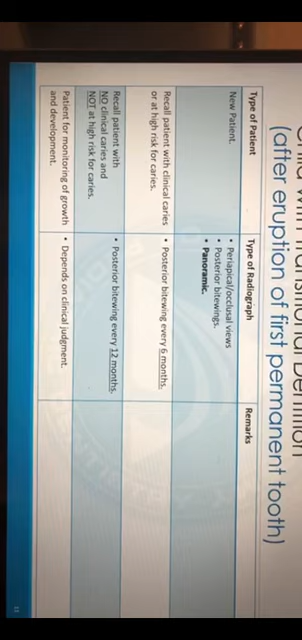 (after eruption of first permanent tooth)
Type of Patient
Type of Radiograph
Remarks
New Patient.
• Periapical/occlusal views
• Posterior bitewings.
• Panoramic.
Recall patient with clinical caries
or at high risk for caries.
• Posterior bitewing every 6 months.
Recall patient with
NO clinical caries and
NOT at high risk for caries.
• Posterior bitewing every 12 months.
Patient for monitoring of growth
and development.
• Depends on clinical judgment.